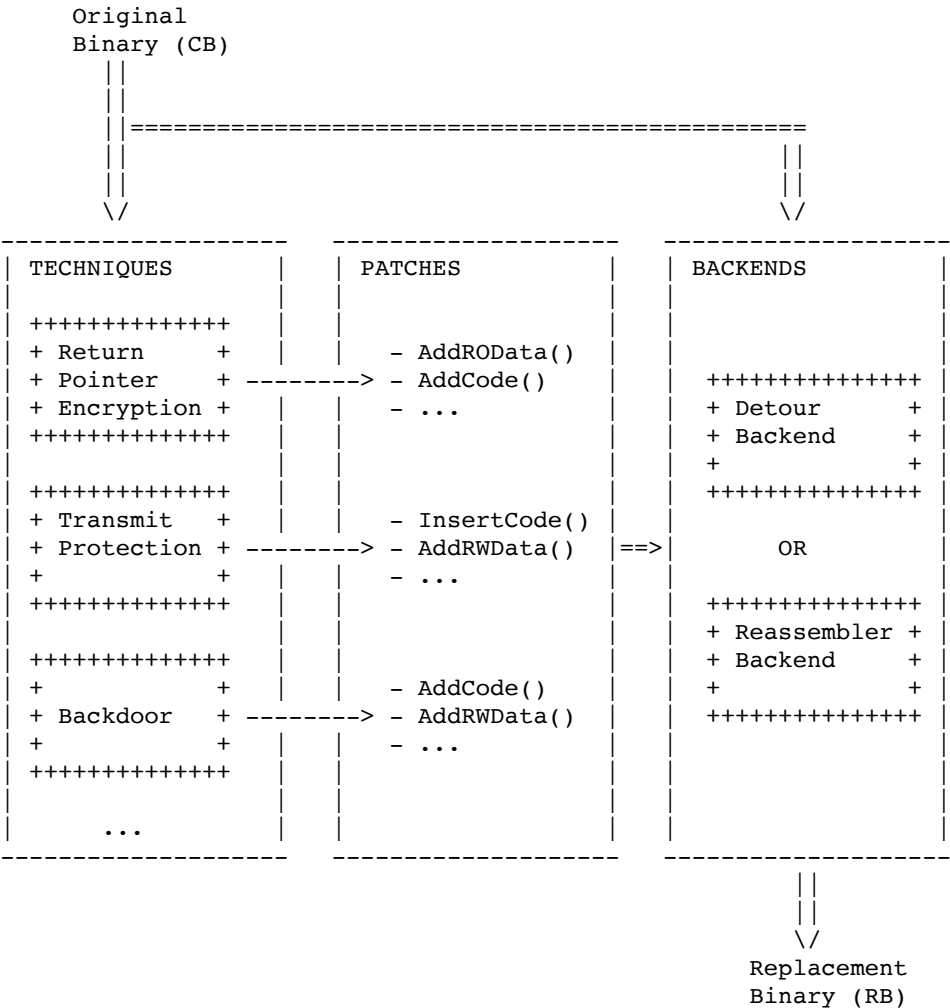 Original
Binary (CB)
TECHNIQUES
Return
Pointer
Encryption
Transmit
Protection
Backdoor
...
PATCHES
- AddROData()
- AddCode()
- ...
- InsertCode()
- AddRWData()
- ...
- AddCode()
- AddRWData()
- ...
BACKENDS
Detour
Backend
OR
Reassembler
Backend
Replacement
Binary (RB)